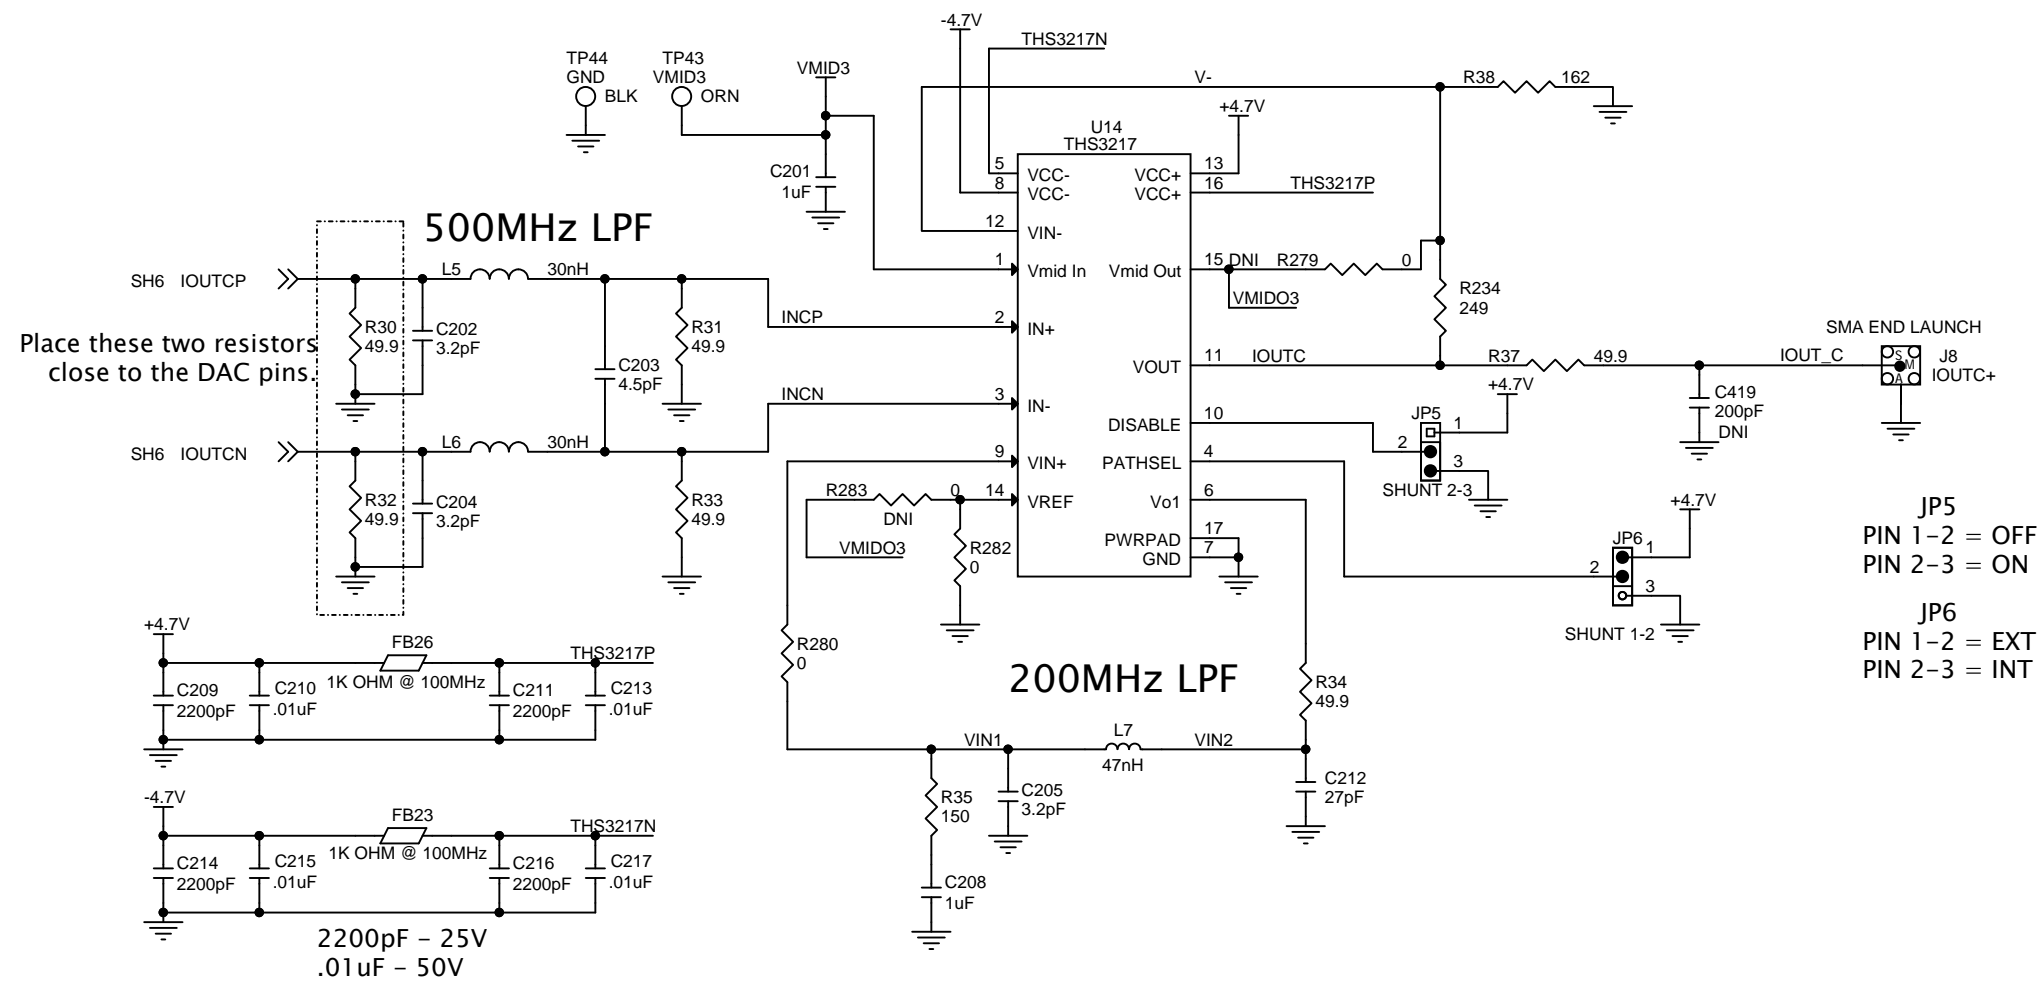 -4.7V
THS3217N
TP44
GND
BLK
TP43
VMID3
ORN
VMID3
V-
R38
162
+4.7V
U14
THS3217
C201
1uF
5
VCC-
8
VCC-
12
VIN-
1
Vmid In
2
IN+
3
IN-
9
VIN+
14
VREF
VCC+
13
VCC+
16
THS3217P
Vmid Out
15
DNI
R279
0
VMIDO3
R234
249
VOUT
11
IOUTC
R37
49.9
IOUT_C
SMA END LAUNCH
S
M
A
J8
IOUTC+
C419
200pF
DNI
DISABLE
10
+4.7V
JP5
1
2
3
SHUNT 2-3
PATHSEL
4
Vo1
6
PWRPAD
17
GND
7
+4.7V
JP6
1
2
3
SHUNT 1-2
JP5
PIN 1-2 = OFF
PIN 2-3 = ON
JP6
PIN 1-2 = EXT
PIN 2-3 = INT
500MHz LPF
SH6 IOUTCP
L5
30nH
R30
49.9
C202
3.2pF
R31
49.9
INCP
Place these two resistors
close to the DAC pins.
C203
4.5pF
INCN
SH6 IOUTCN
L6
30nH
R32
49.9
C204
3.2pF
R33
49.9
R283
0
DNI
VMIDO3
R282
0
R280
0
200MHz LPF
R34
49.9
VIN1
L7
47nH
VIN2
R35
150
C205
3.2pF
C212
27pF
C208
1uF
+4.7V
FB26
THS3217P
1K OHM @ 100MHz
C209
2200pF
C210
.01uF
C211
2200pF
C213
.01uF
-4.7V
FB23
THS3217N
1K OHM @ 100MHz
C214
2200pF
C215
.01uF
C216
2200pF
C217
.01uF
2200pF – 25V
.01uF – 50V